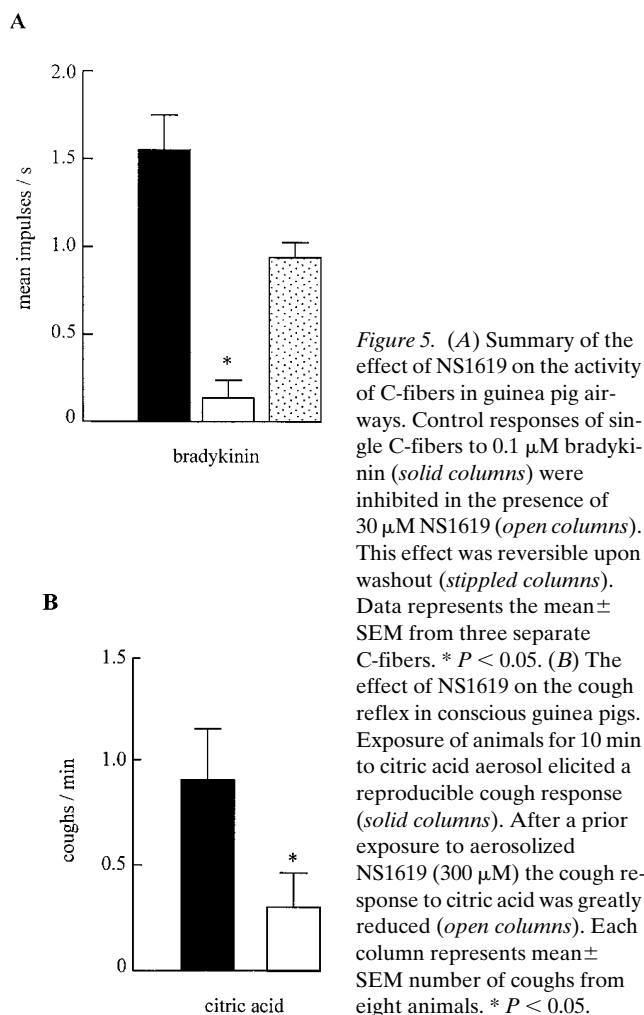 A
2.0
1.5
1.0
0.5
0
mean impulses / s
*
bradykinin
B
1.5
1.0
0.5
0
coughs / min
*
citric acid
Figure 5. (A) Summary of the
effect of NS1619 on the activity
of C-fibers in guinea pig air-
ways. Control responses of sin-
gle C-fibers to 0.1 μM bradyki-
nin (solid columns) were
inhibited in the presence of
30 μM NS1619 (open columns).
This effect was reversible upon
washout (stippled columns).
Data represents the mean±
SEM from three separate
C-fibers. * P < 0.05. (B) The
effect of NS1619 on the cough
reflex in conscious guinea pigs.
Exposure of animals for 10 min
to citric acid aerosol elicited a
reproducible cough response
(solid columns). After a prior
exposure to aerosolized
NS1619 (300 μM) the cough re-
sponse to citric acid was greatly
reduced (open columns). Each
column represents mean±
SEM number of coughs from
eight animals. * P < 0.05.